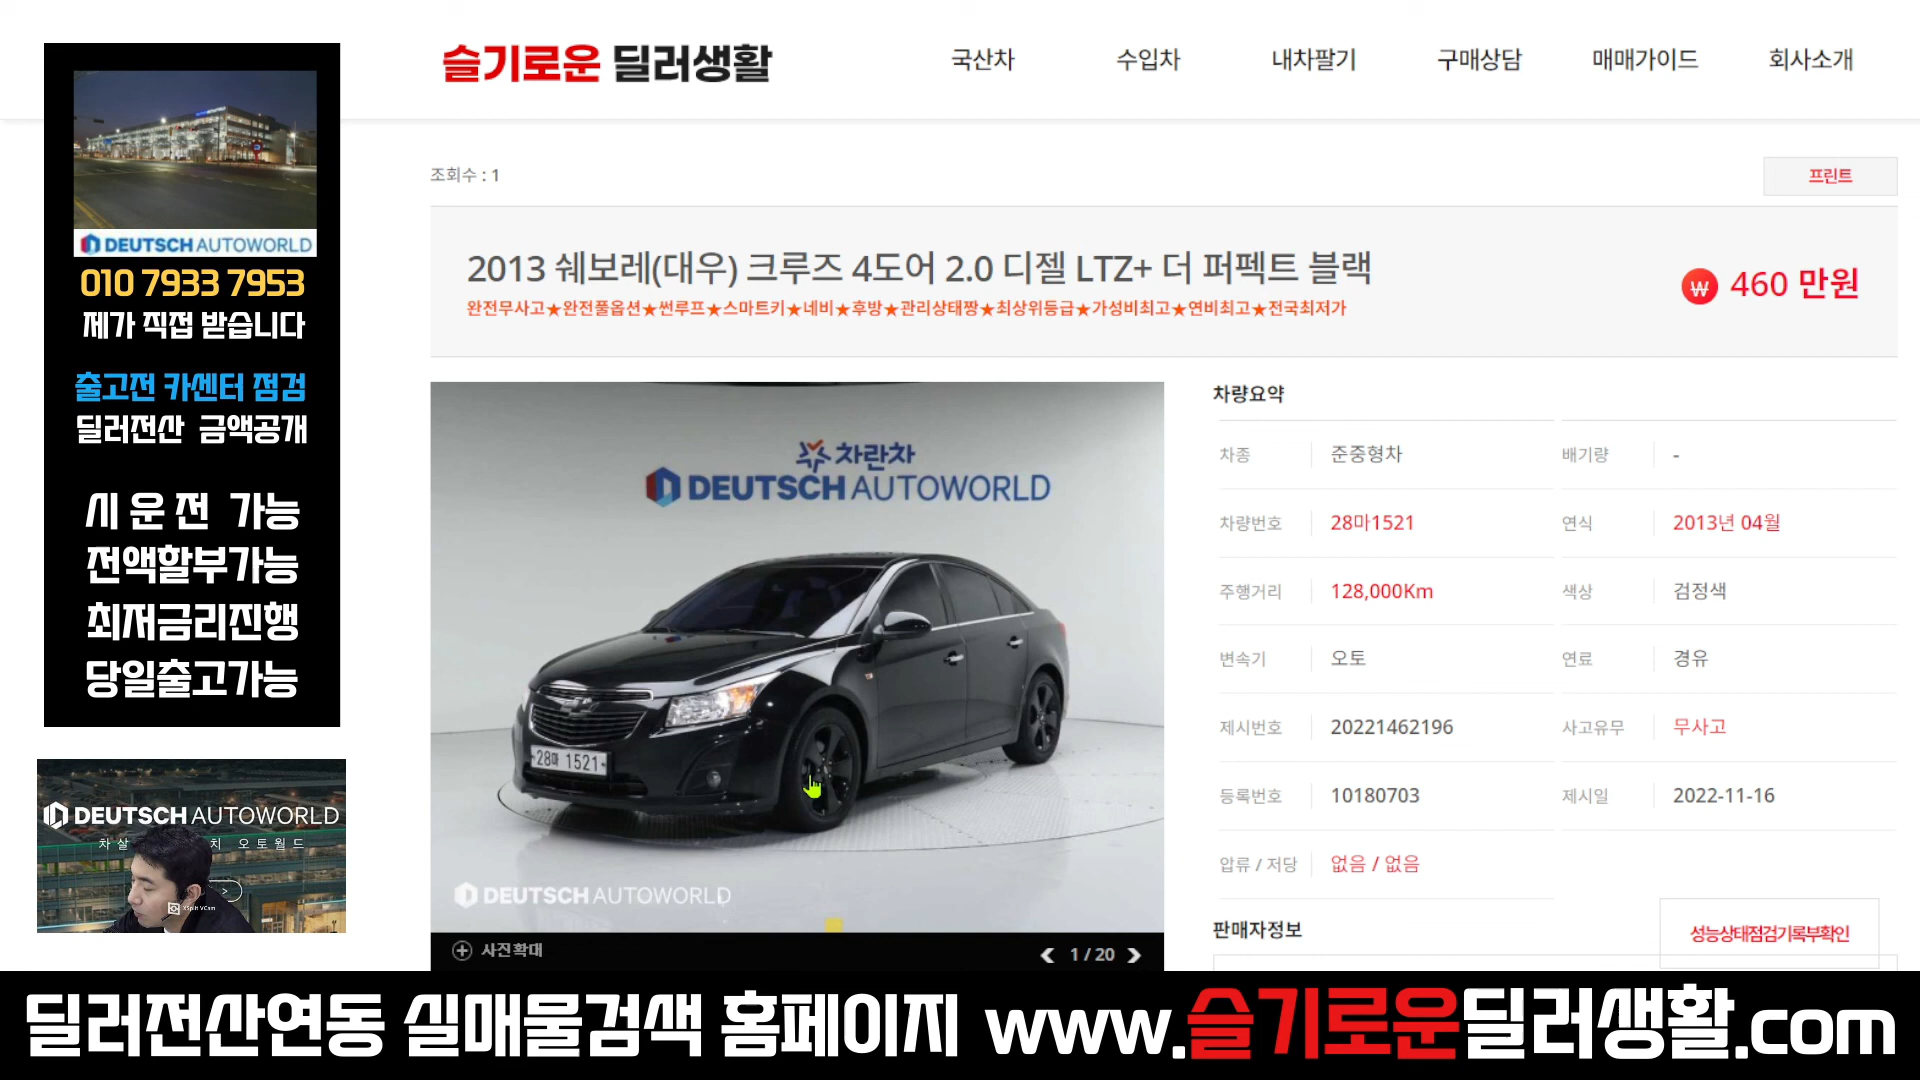 슬기로운 딜러생활
국산차
수입차
내차팔기
구매상담
매매가이드
회사소개
DEUTSCH AUTOWORLD
010 7933 7953
제가 직접 받습니다
출고전 카센터 점검
딜러전산 금액공개
시 운 전 가능
전액할부가능
최저금리진행
당일출고가능
DEUTSCH AUTOWORLD
차 살
치 오 토 월 드
XSplit VCam
조회수 : 1
프린트
2013 쉐보레(대우) 크루즈 4도어 2.0 디젤 LTZ+ 더 퍼펙트 블랙
완전무사고★완전풀옵션★썬루프★스마트키★네비★후방★관리상태짱★최상위등급★가성비최고★연비최고★전국최저가
₩ 460 만원
차란차
DEUTSCH AUTOWORLD
28마 1521
DEUTSCH AUTOWORLD
사진확대
1 / 20
차량요약
차종 준중형차 배기량 -
차량번호 28마1521 연식 2013년 04월
주행거리 128,000Km 색상 검정색
변속기 오토 연료 경유
제시번호 20221462196 사고유무 무사고
등록번호 10180703 제시일 2022-11-16
압류 / 저당 없음 / 없음
판매자정보
성능상태점검기록부확인
딜러전산연동 실매물검색 홈페이지 www.슬기로운딜러생활.com